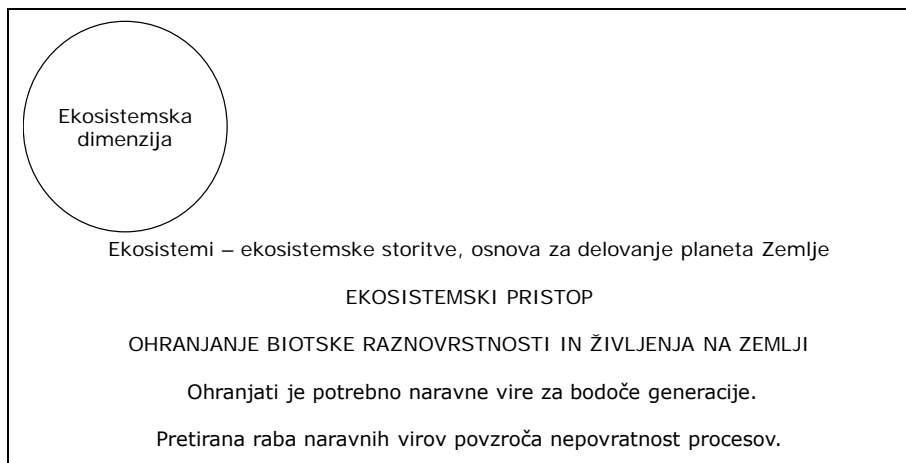 Ekosistemska
dimenzija
Ekosistemi – ekosistemske storitve, osnova za delovanje planeta Zemlje
EKOSISTEMSKI PRISTOP
OHRANJANJE BIOTSKE RAZNOVRSTNOSTI IN ŽIVLJENJA NA ZEMLJI
Ohranjati je potrebno naravne vire za bodoče generacije.
Pretirana raba naravnih virov povzroča nepovratnost procesov.